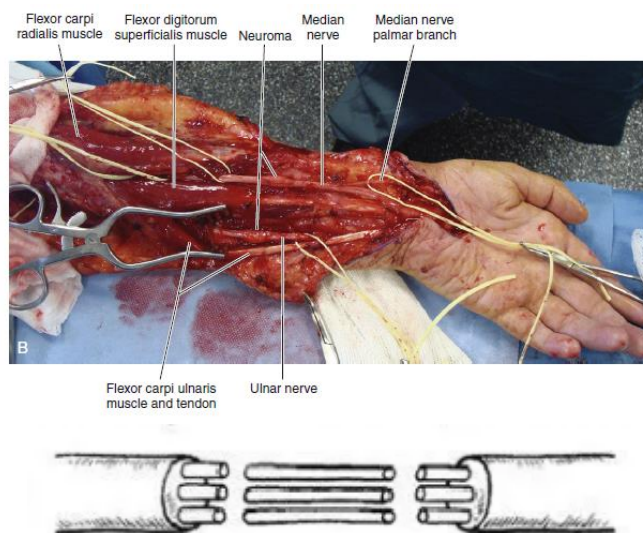 Flexor carpi
radialis muscle
Flexor digitorum
superficialis muscle
Neuroma
Median
nerve
Median nerve
palmar branch
B
Flexor carpi ulnaris
muscle and tendon
Ulnar nerve